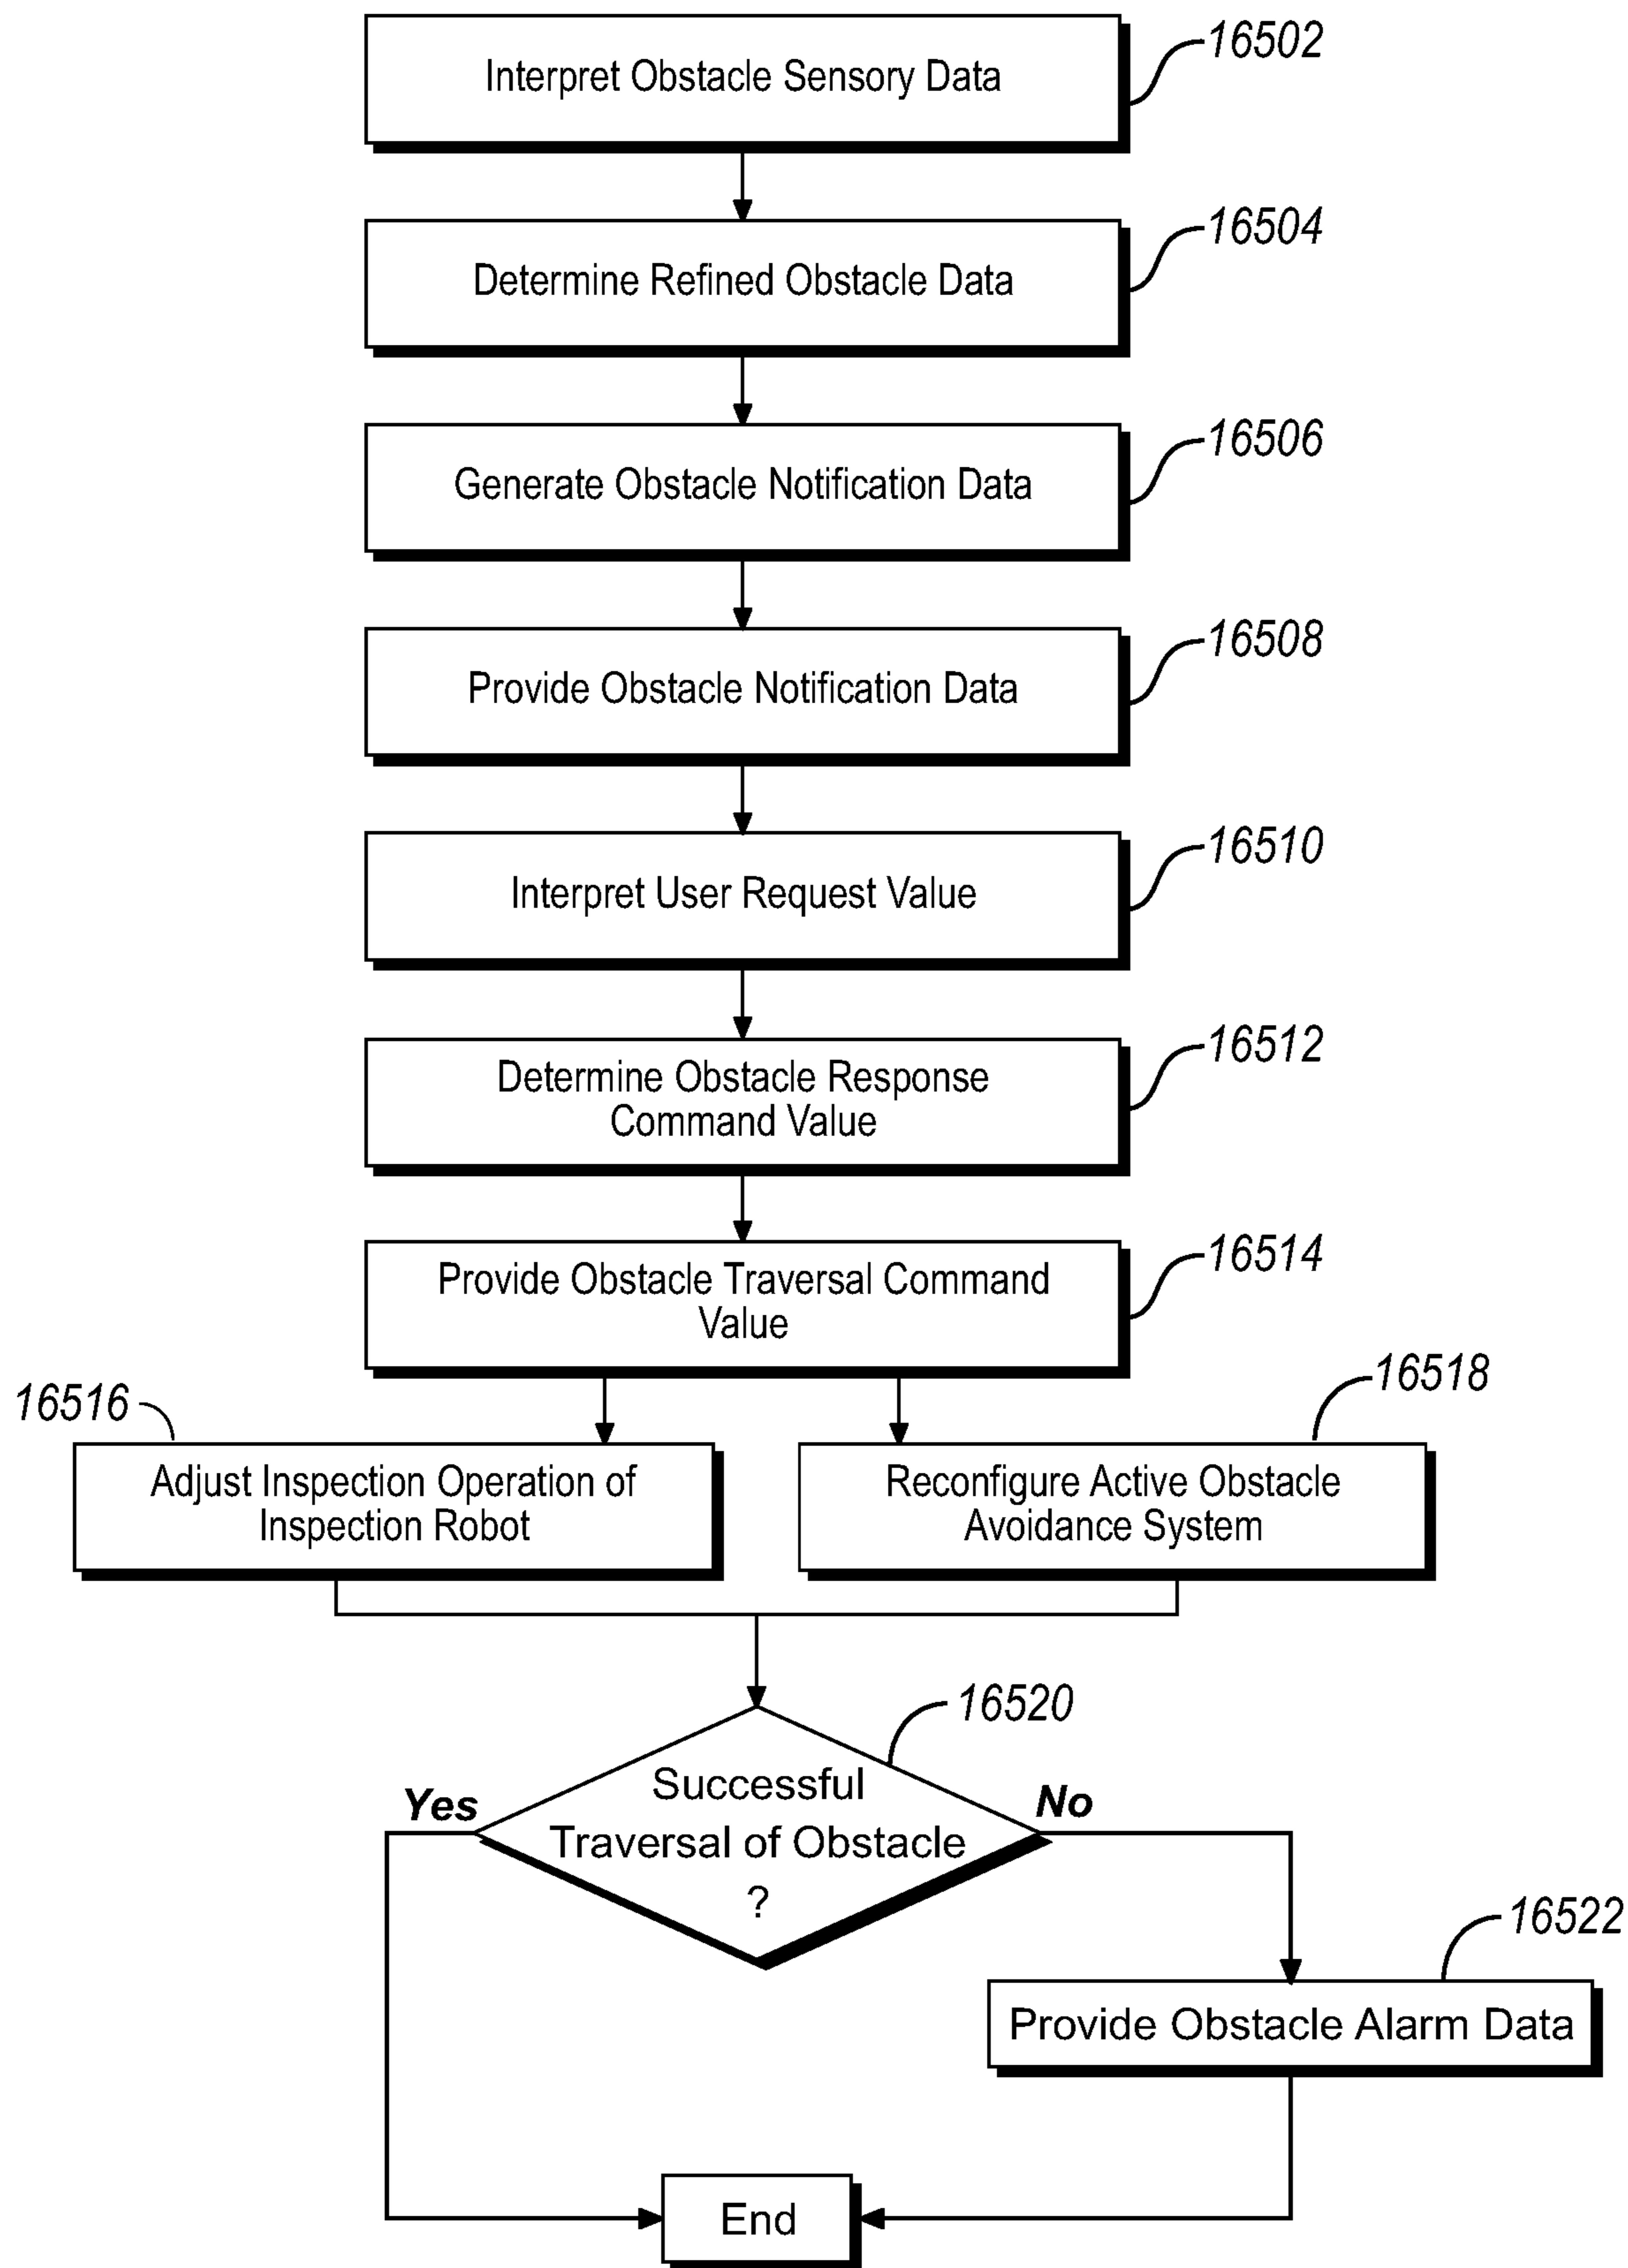 16502
Interpret Obstacle Sensory Data
16504
Determine Refined Obstacle Data
16506
Generate Obstacle Notification Data
16508
Provide Obstacle Notification Data
16510
Interpret User Request Value
16512
Determine Obstacle Response
Command Value
16514
Provide Obstacle Traversal Command
Value
16516
Adjust Inspection Operation of
Inspection Robot
16518
Reconfigure Active Obstacle
Avoidance System
16520
Successful
Traversal of Obstacle
?
Yes
No
16522
Provide Obstacle Alarm Data
End